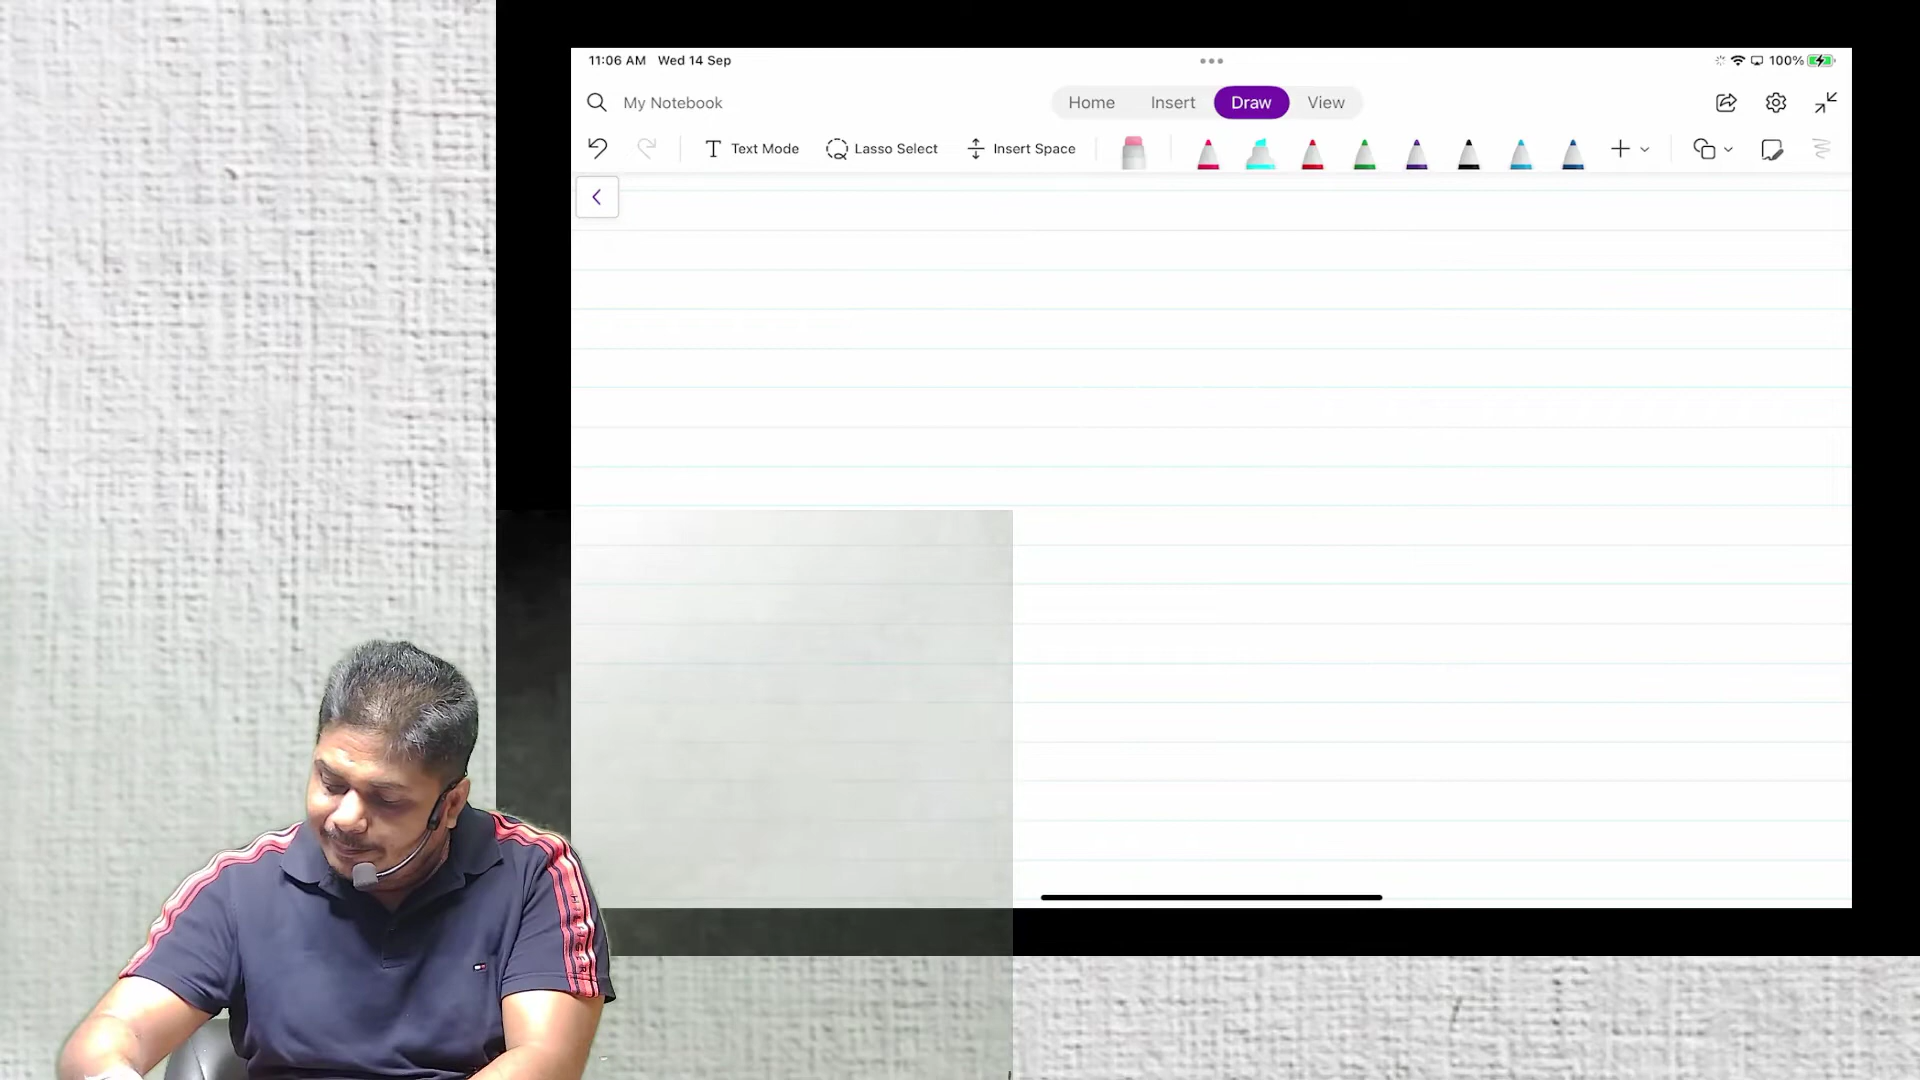 11:06 AM Wed 14 Sep
100%
My Notebook
Home Insert Draw View
Text Mode Lasso Select Insert Space